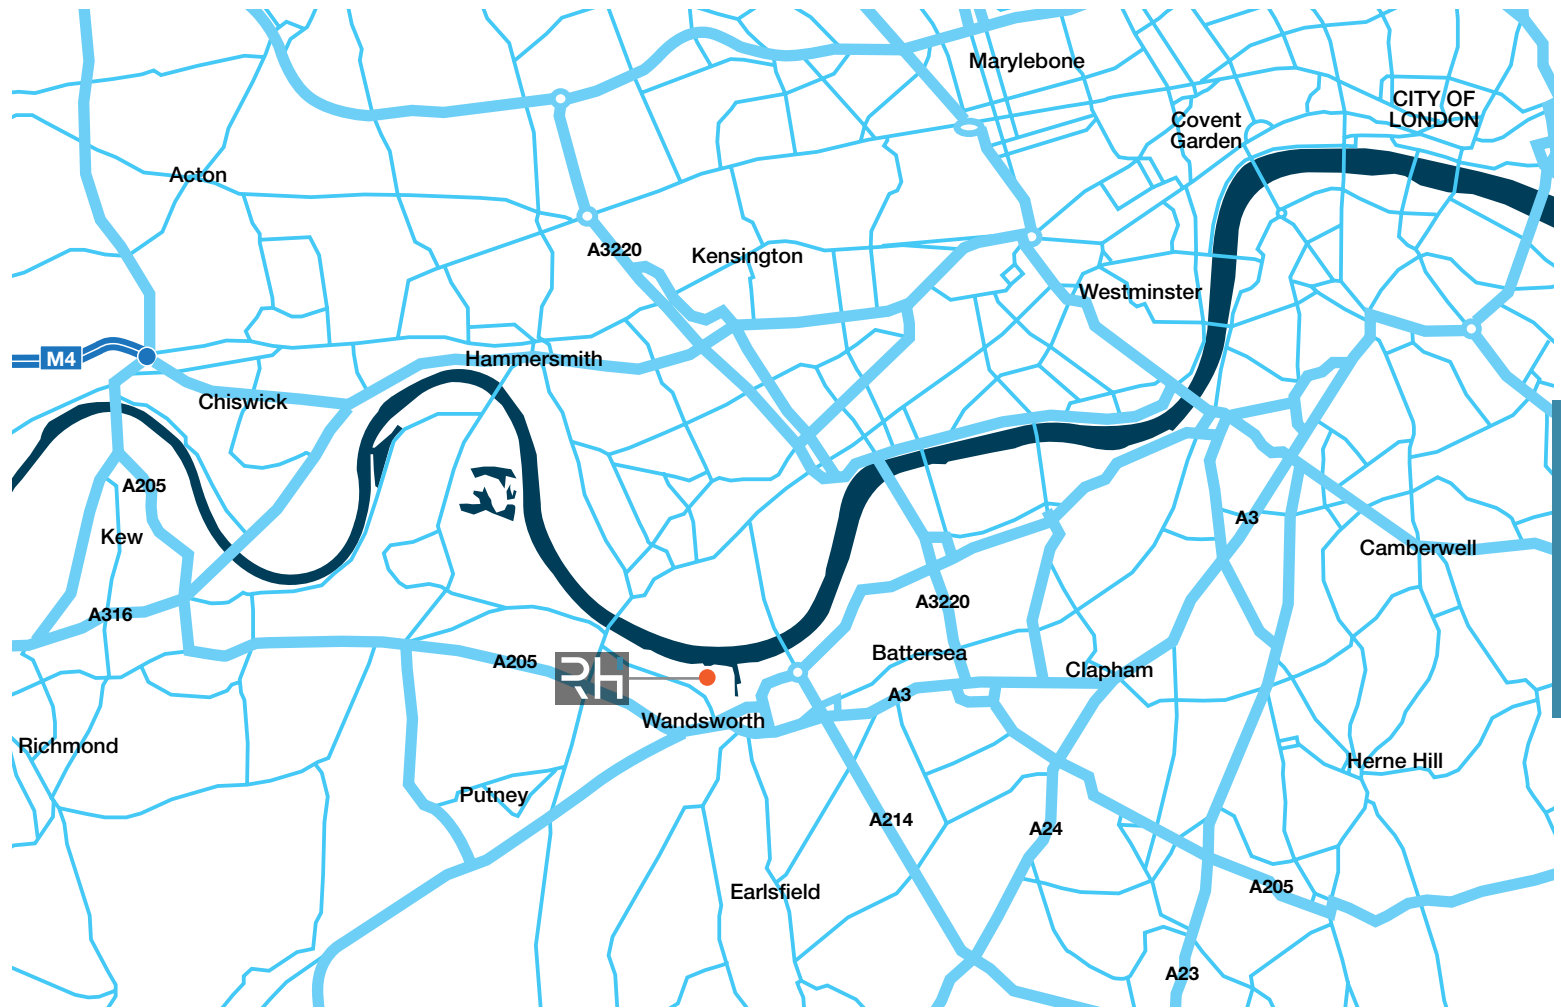 Marylebone
CITY OF
LONDON
Covent
Garden
Acton
A3220
Kensington
Westminster
M4
Hammersmith
Chiswick
A205
A3
Kew
Camberwell
A3220
A316
Battersea
A205
RH
Clapham
A3
Wandsworth
Richmond
Herne Hill
Putney
A214
A24
A205
Earlsfield
A23